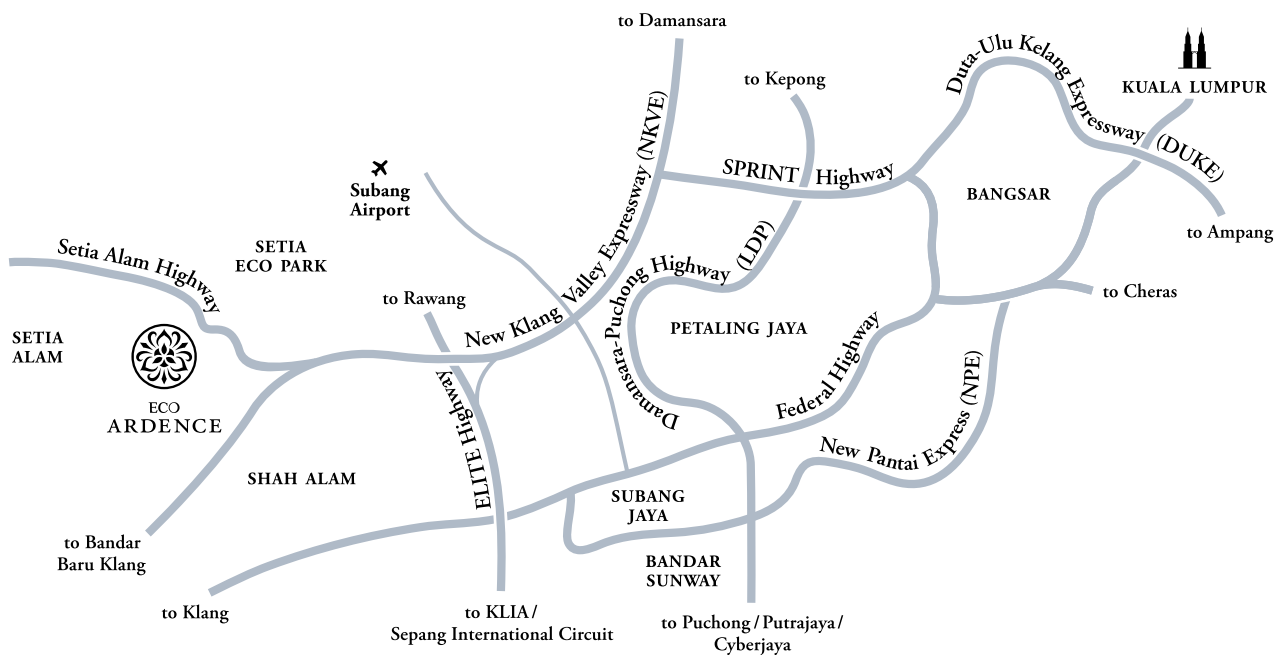 to Damansara
to Kepong
Duta-Ulu Kelang Expressway (DUKE)
KUALA LUMPUR
New Klang Valley Expressway (NKVE)
SPRINT Highway
BANGSAR
Subang
Airport
to Ampang
Setia Alam Highway
SETIA
ECO PARK
Damansara-Puchong Highway (LDP)
to Rawang
to Cheras
SETIA
ALAM
PETALING JAYA
ECO
ARDENCE
Federal Highway
ELITE Highway
New Pantai Express (NPE)
SHAH ALAM
SUBANG
JAYA
to Bandar
Baru Klang
BANDAR
SUNWAY
to Klang
to KLIA/
Sepang International Circuit
to Puchong/Putrajaya/
Cyberjaya